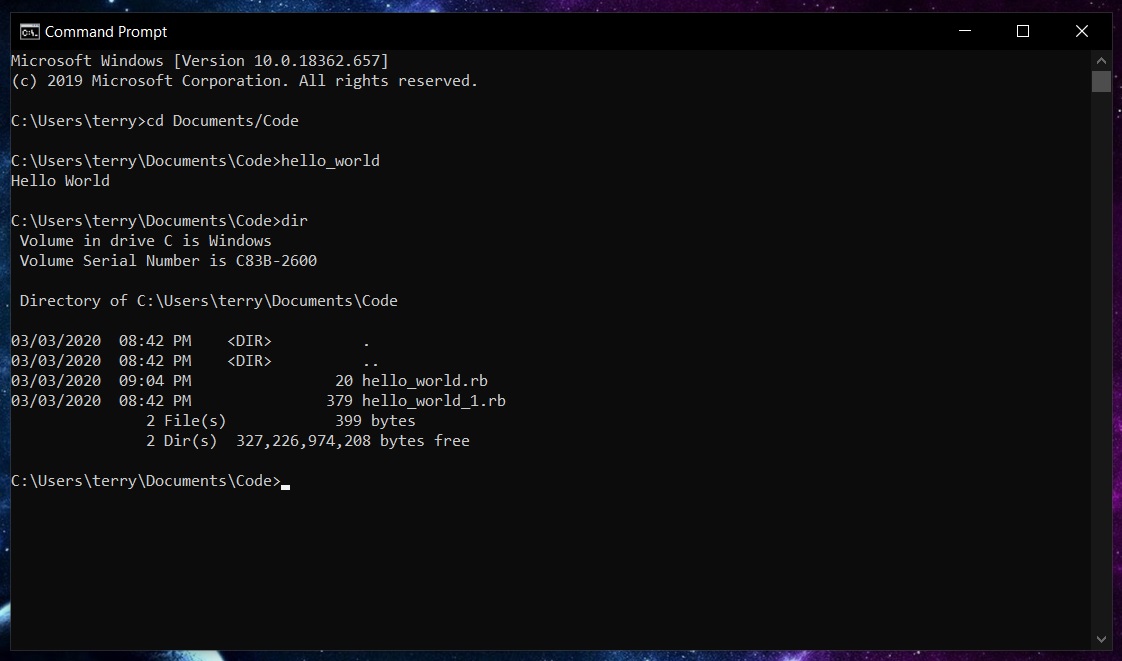 Command Prompt
Microsoft Windows [Version 10.0.18362.657]
(c) 2019 Microsoft Corporation. All rights reserved.
C:\Users\terry>cd Documents/Code
C:\Users\terry\Documents\Code>hello_world
Hello World
C:\Users\terry\Documents\Code>dir
 Volume in drive C is Windows
 Volume Serial Number is C83B-2600
 Directory of C:\Users\terry\Documents\Code
03/03/2020  08:42 PM    <DIR>          .
03/03/2020  08:42 PM    <DIR>          ..
03/03/2020  09:04 PM                20 hello_world.rb
03/03/2020  08:42 PM               379 hello_world_1.rb
               2 File(s)            399 bytes
               2 Dir(s)  327,226,974,208 bytes free
C:\Users\terry\Documents\Code>